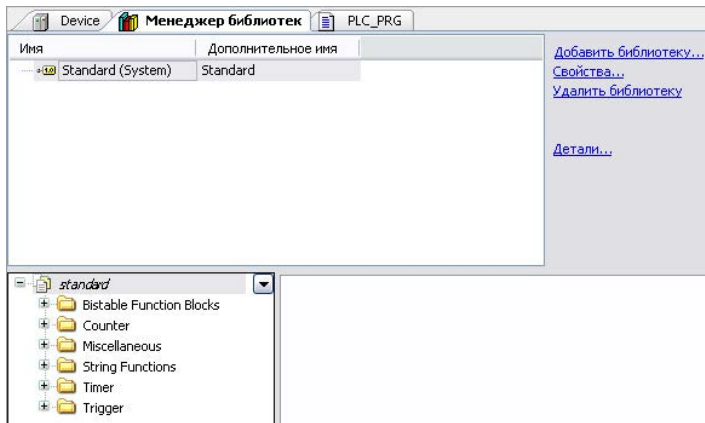 Device Менеджер библиотек PLC_PRG
Имя Дополнительное имя
Standard (System) Standard
Добавить библиотеку...
Свойства...
Удалить библиотеку
Детали...
standard
Bistable Function Blocks
Counter
Miscellaneous
String Functions
Timer
Trigger